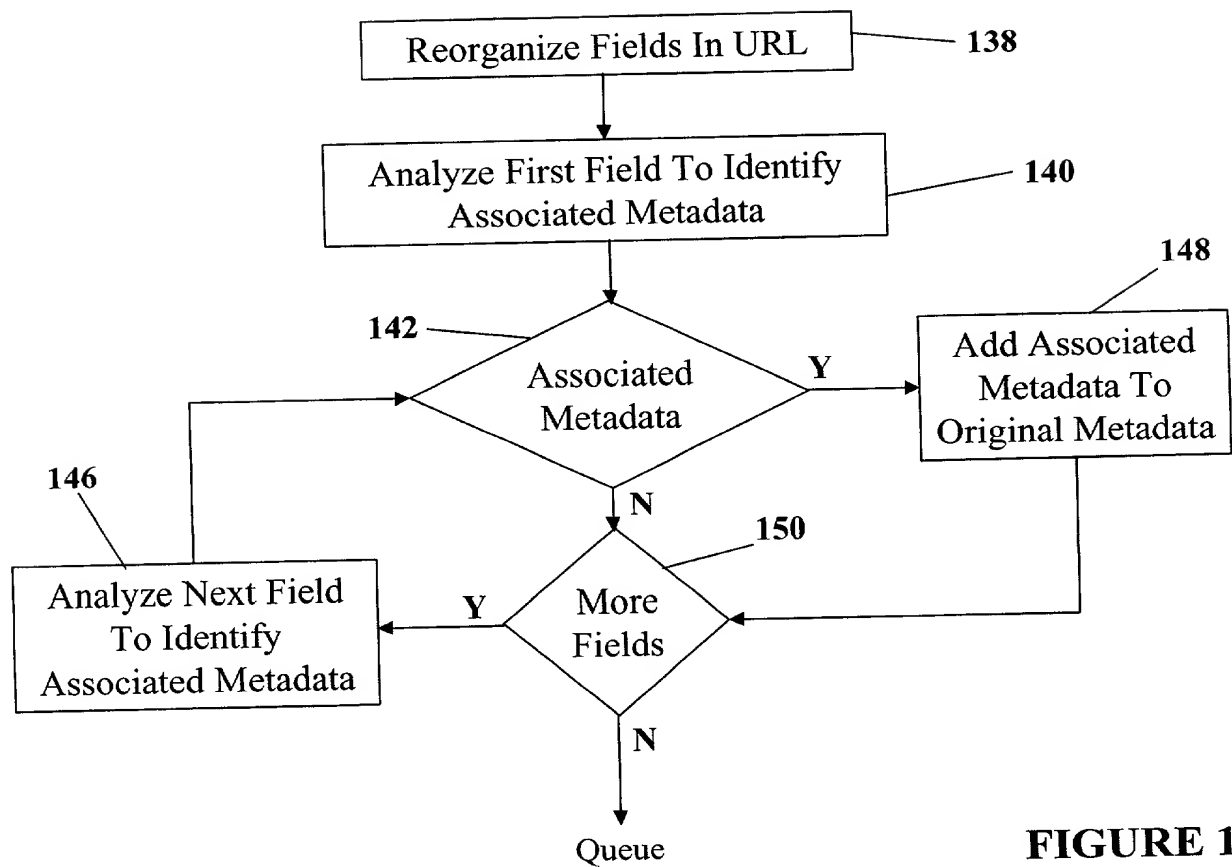 Reorganize Fields In URL
138
Analyze First Field To Identify
Associated Metadata
140
148
142
Associated
Metadata
Y
Add Associated
Metadata To
Original Metadata
146
N
150
Analyze Next Field
To Identify
Associated Metadata
Y
More
Fields
N
Queue
FIGURE 1